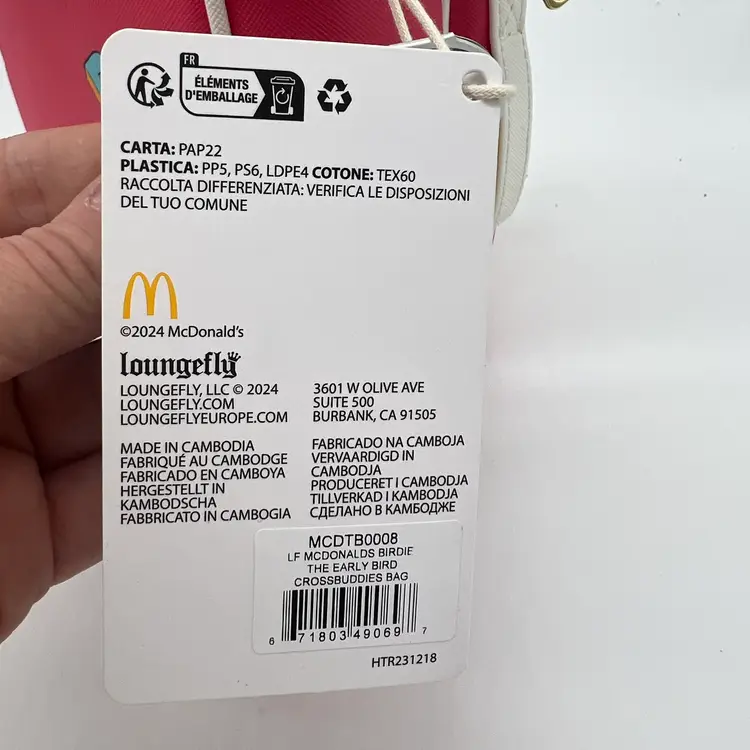 FR
ÉLÉMENTS
D'EMBALLAGE
CARTA: PAP22
PLASTICA: PP5, PS6, LDPE4 COTONE: TEX60
RACCOLTA DIFFERENZIATA: VERIFICA LE DISPOSIZIONI
DEL TUO COMUNE
©2024 McDonald's
loungefly
LOUNGEFLY, LLC © 2024
LOUNGEFLY.COM
LOUNGEFLYEUROPE.COM
3601 W OLIVE AVE
SUITE 500
BURBANK, CA 91505
MADE IN CAMBODIA
FABRIQUÉ AU CAMBODGE
FABRICADO EN CAMBOYA
HERGESTELLT IN
KAMBODSCHA
FABBRICATO IN CAMBOGIA
FABRICADO NA CAMBOJA
VERVAARDIGD IN
CAMBODJA
PRODUCERET I CAMBODJA
TILLVERKAD I KAMBODJA
СДЕЛАНО В КАМБОДЖЕ
MCDTB0008
LF MCDONALDS BIRDIE
THE EARLY BIRD
CROSSBUDDIES BAG
6 71803 49069 7
HTR231218